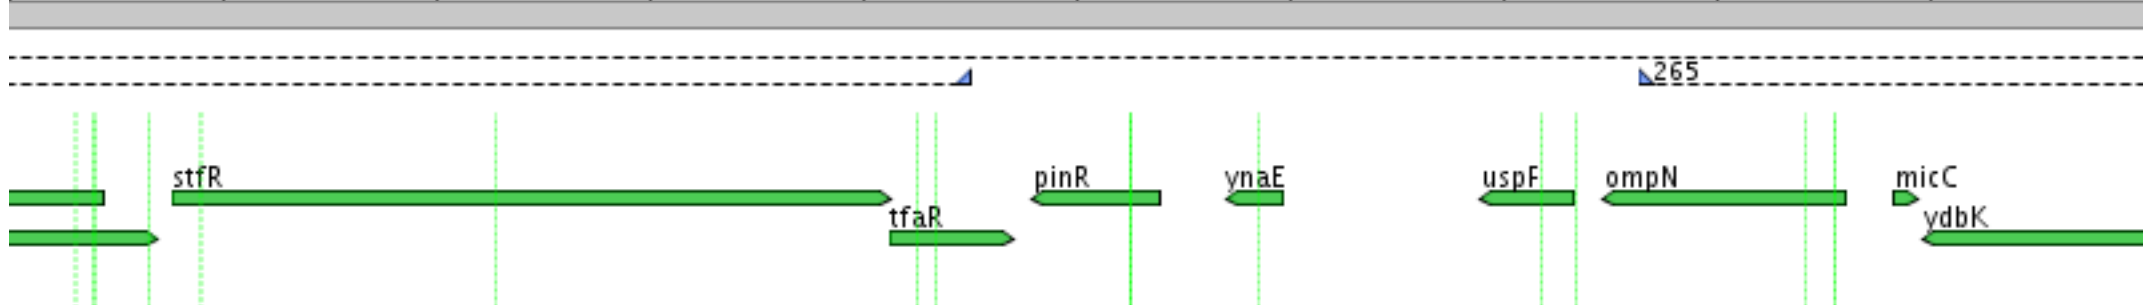 265
stfR
pinR
ynaE
uspF
ompN
micC
tfaR
ydbK